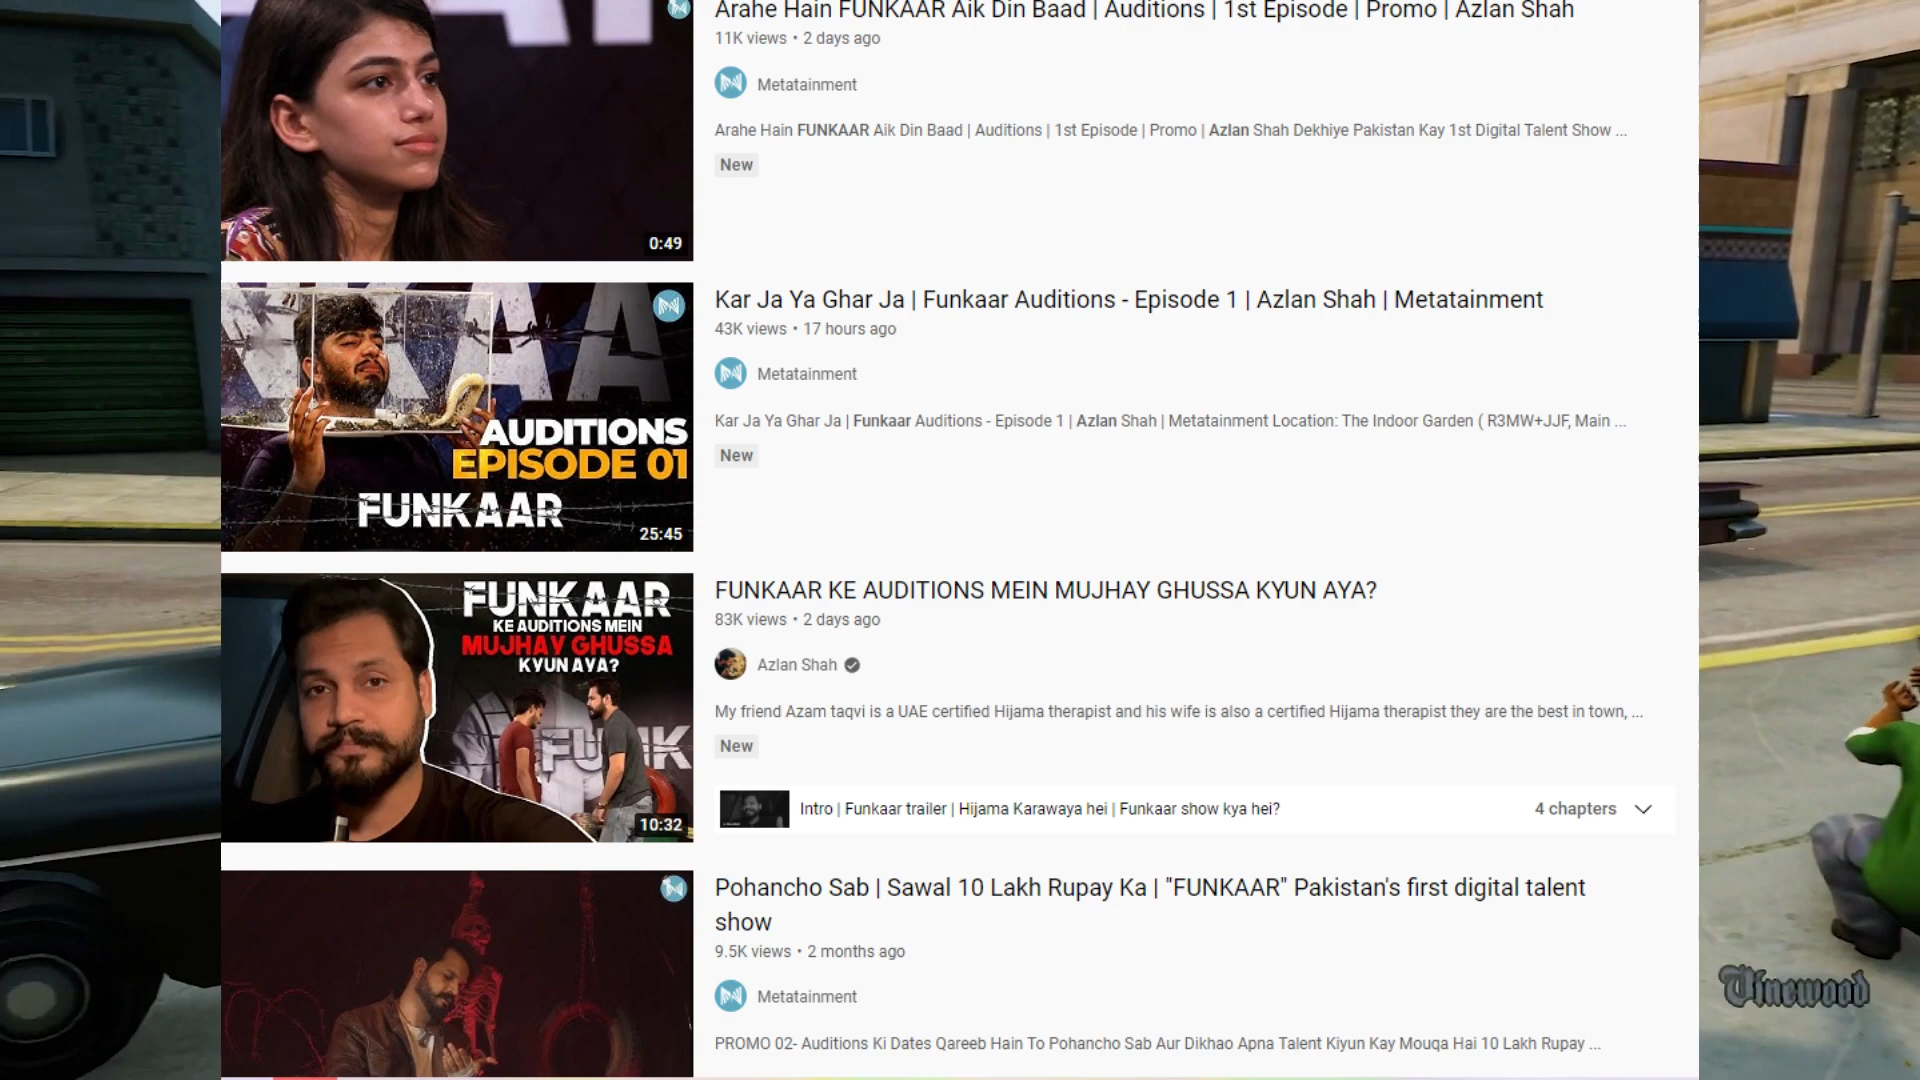 Arahe Hain FUNKAAR Aik Din Baad | Auditions | 1st Episode | Promo | Azlan Shah
11K views • 2 days ago
Metatainment
Arahe Hain FUNKAAR Aik Din Baad | Auditions | 1st Episode | Promo | Azlan Shah Dekhiye Pakistan Kay 1st Digital Talent Show ...
New
0:49
Kar Ja Ya Ghar Ja | Funkaar Auditions - Episode 1 | Azlan Shah | Metatainment
43K views • 17 hours ago
Metatainment
Kar Ja Ya Ghar Ja | Funkaar Auditions - Episode 1 | Azlan Shah | Metatainment Location: The Indoor Garden ( R3MW+JJF, Main ...
New
KAA
AUDITIONS
EPISODE 01
FUNKAAR
25:45
FUNKAAR KE AUDITIONS MEIN MUJHAY GHUSSA KYUN AYA?
83K views • 2 days ago
Azlan Shah
My friend Azam taqvi is a UAE certified Hijama therapist and his wife is also a certified Hijama therapist they are the best in town, ...
New
Intro | Funkaar trailer | Hijama Karawaya hei | Funkaar show kya hei?
4 chapters
FUNKAAR
KE AUDITIONS MEIN
MUJHAY GHUSSA
KYUN AYA?
FUNK
10:32
Pohancho Sab | Sawal 10 Lakh Rupay Ka | "FUNKAAR" Pakistan's first digital talent
show
9.5K views • 2 months ago
Metatainment
PROMO 02- Auditions Ki Dates Qareeb Hain To Pohancho Sab Aur Dikhao Apna Talent Kiyun Kay Mouqa Hai 10 Lakh Rupay ...
Vinewood